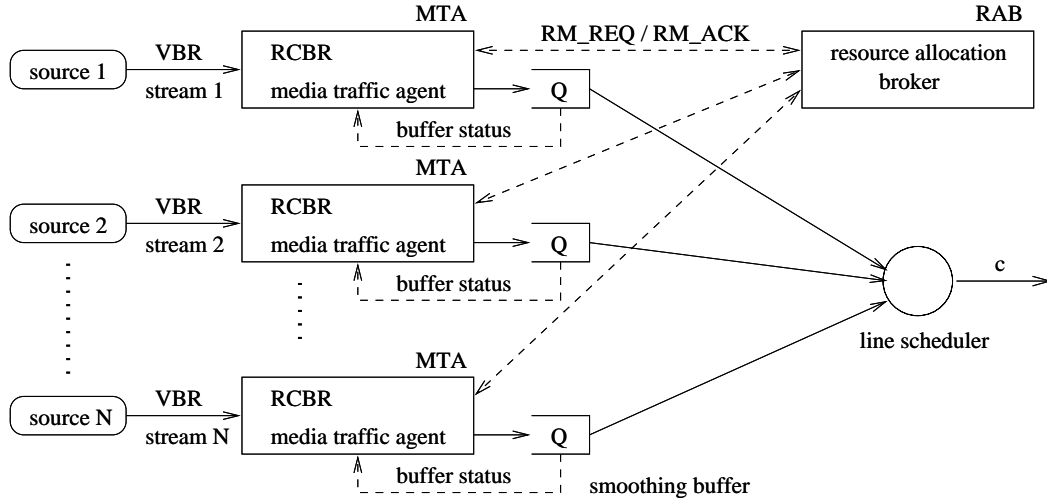 MTA
RAB
source 1
VBR
stream 1
RCBR
media traffic agent
Q
buffer status
RM_REQ / RM_ACK
resource allocation
broker
MTA
source 2
VBR
stream 2
RCBR
media traffic agent
Q
buffer status
c
line scheduler
MTA
source N
VBR
stream N
RCBR
media traffic agent
Q
buffer status
smoothing buffer